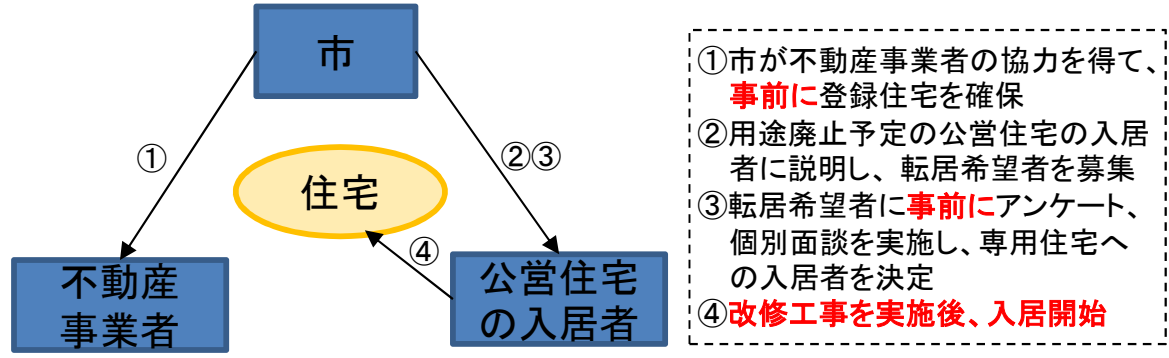 市
①
②③
住宅
④
不動産
事業者
公営住宅
の入居者
①市が不動産事業者の協力を得て、
事前に登録住宅を確保
②用途廃止予定の公営住宅の入居
者に説明し、転居希望者を募集
③転居希望者に事前にアンケート、
個別面談を実施し、専用住宅へ
の入居者を決定
④改修工事を実施後、入居開始